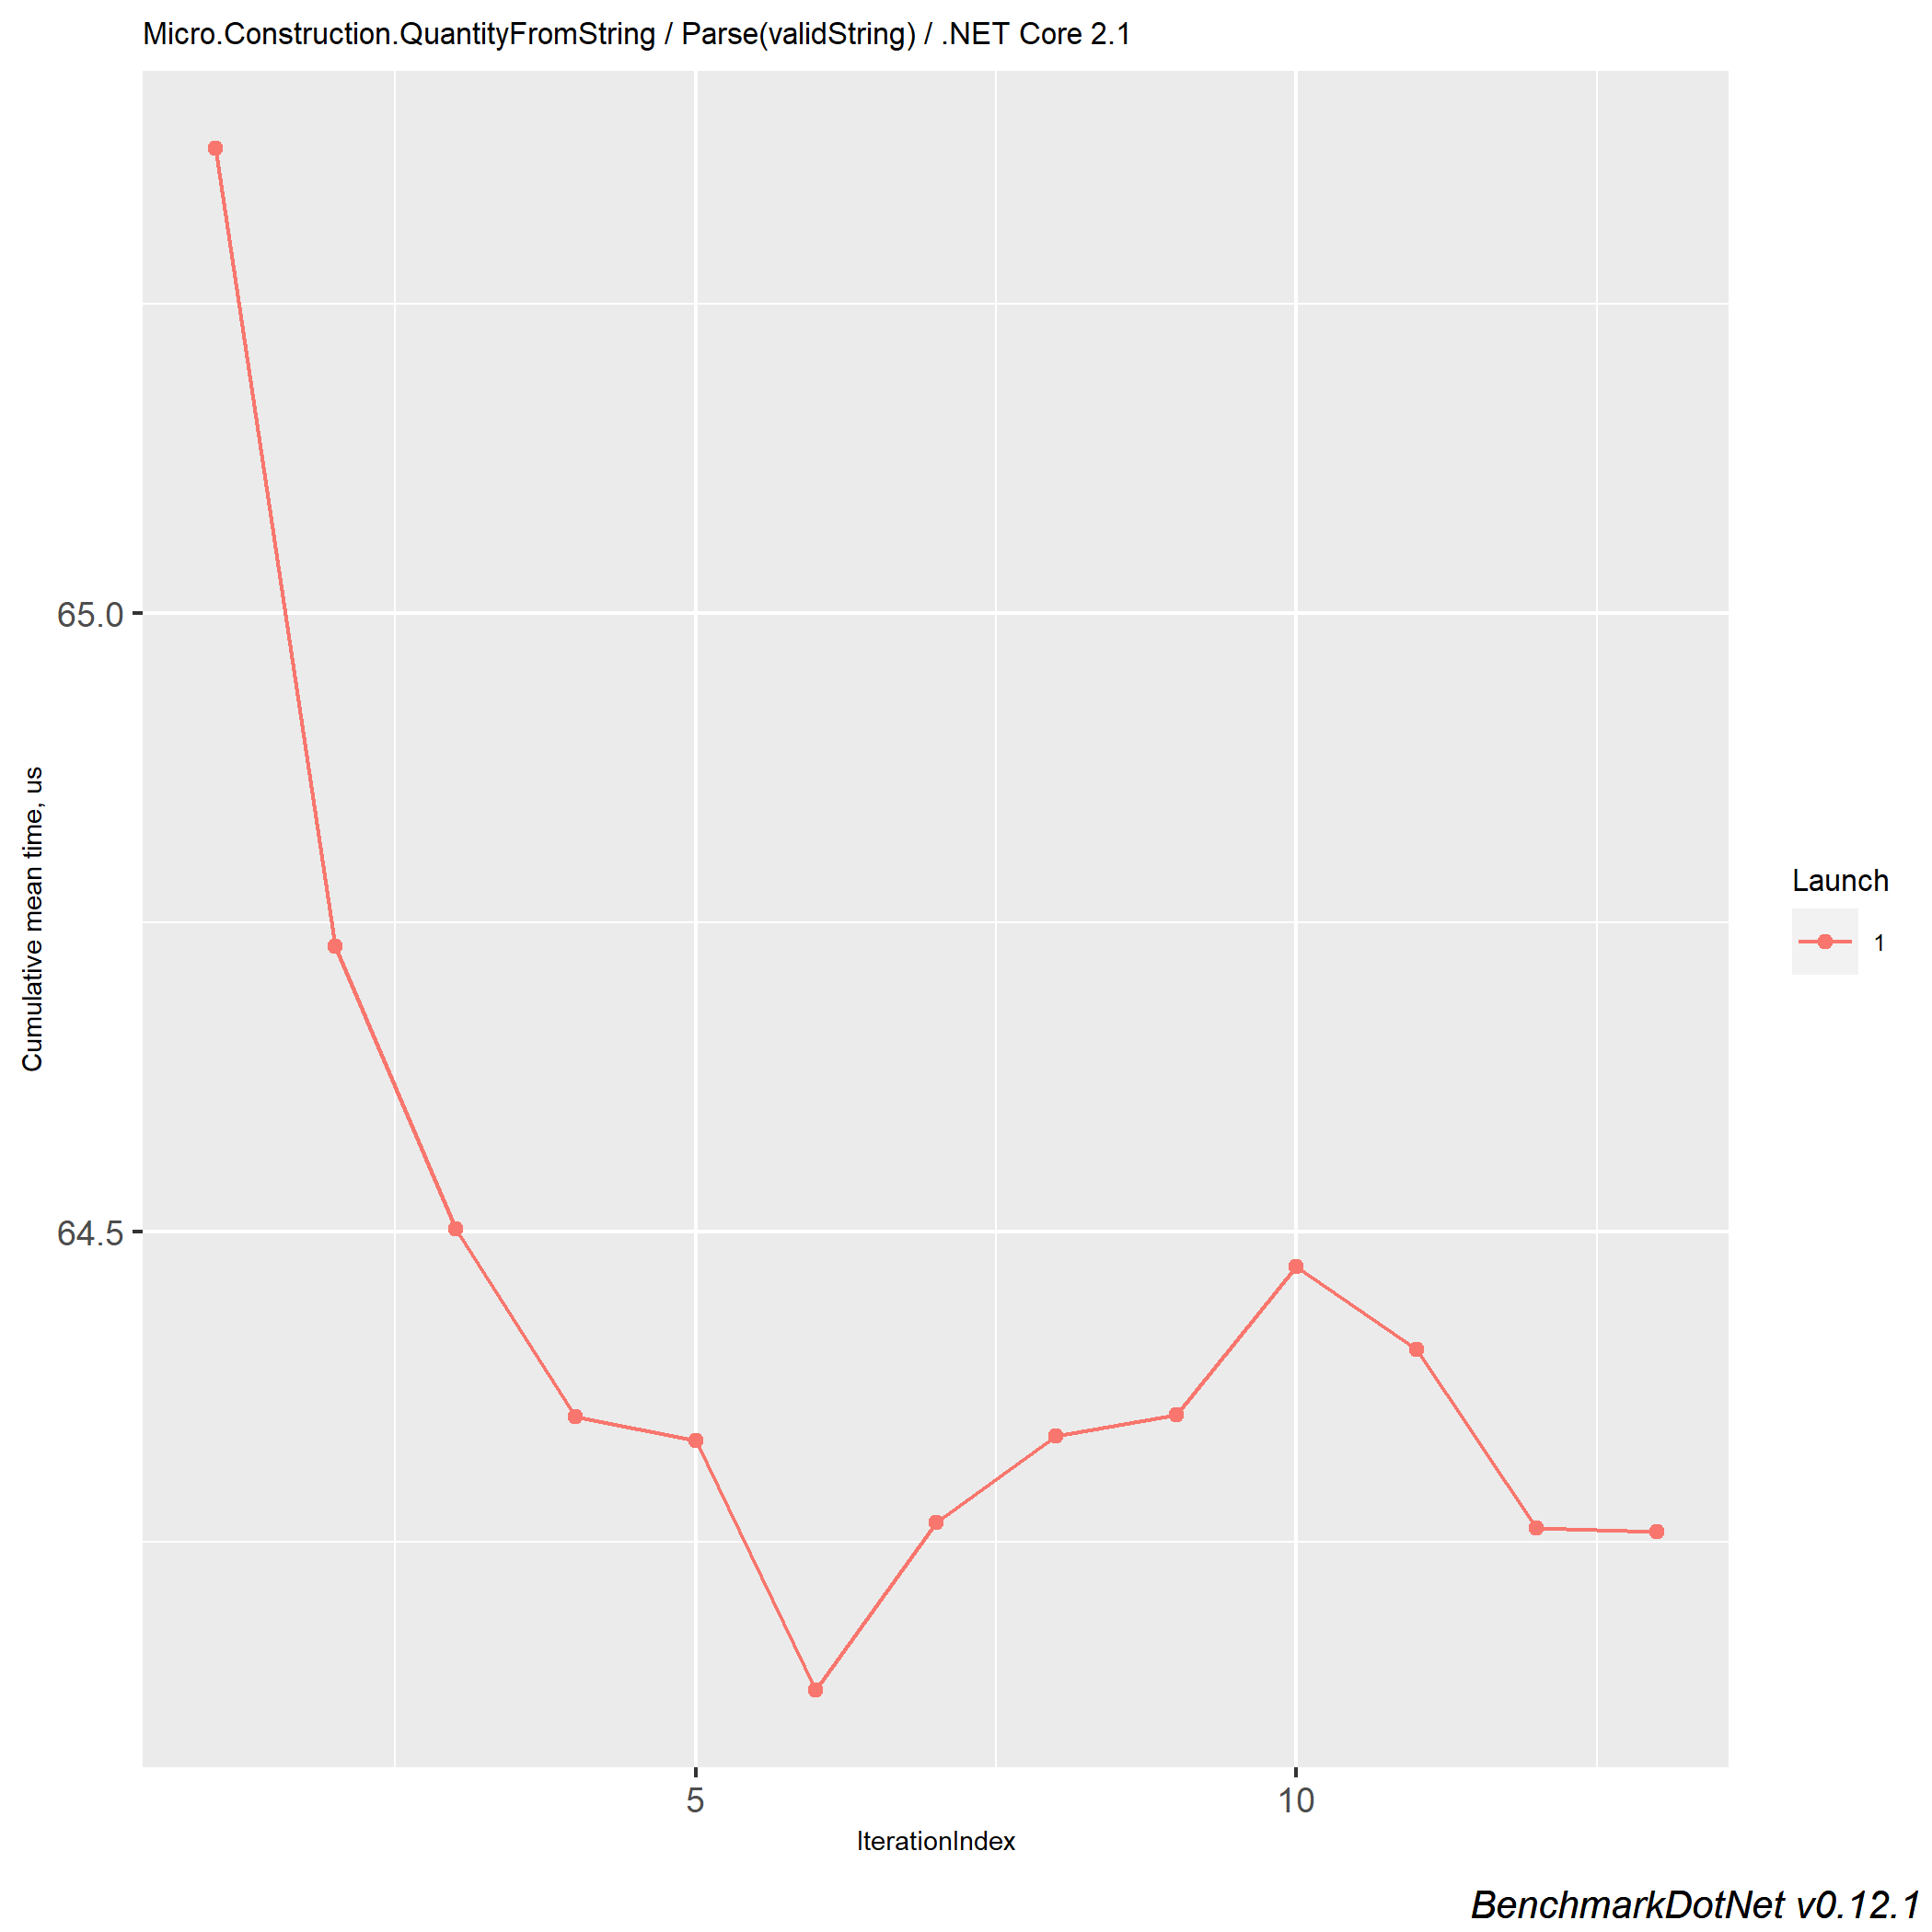 Micro.Construction.QuantityFromString / Parse(validString) / .NET Core 2.1
65.0
64.5
Cumulative mean time, us
5
10
IterationIndex
Launch
1
BenchmarkDotNet v0.12.1